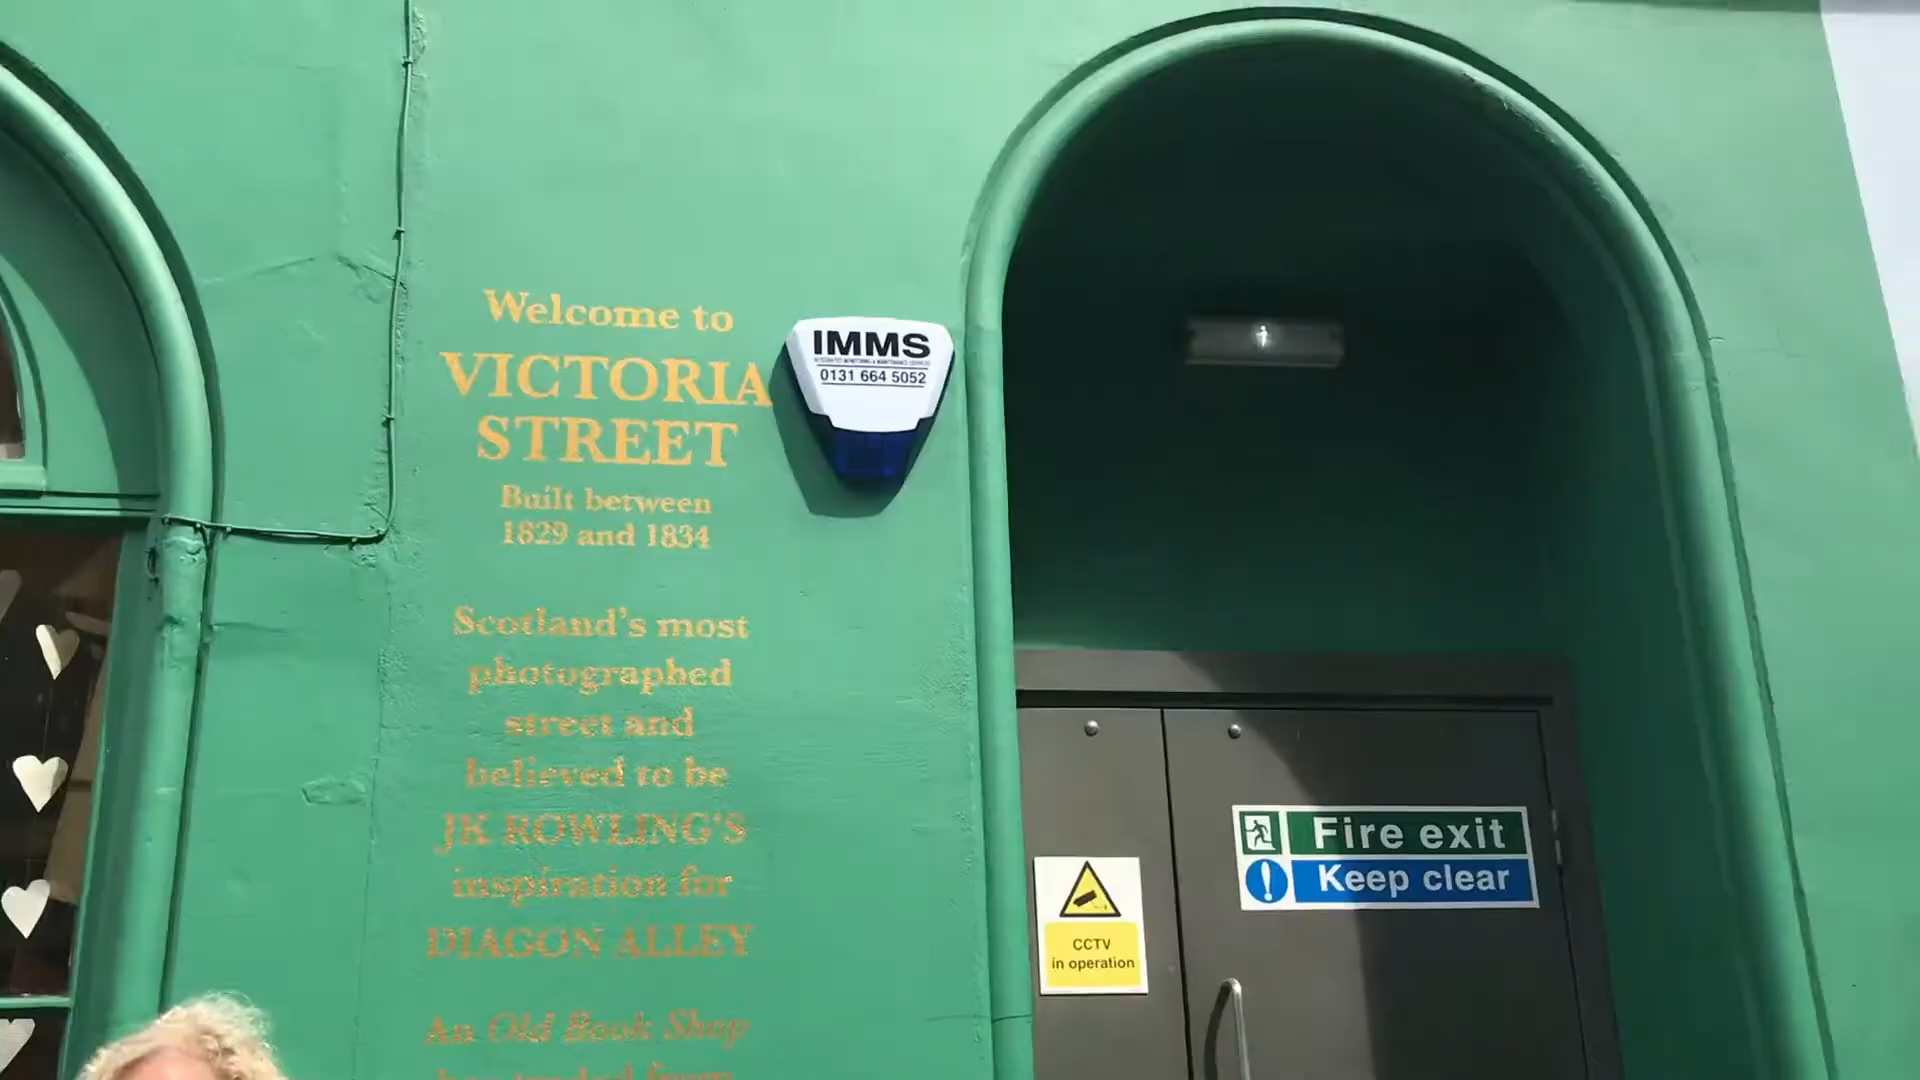 Welcome to
VICTORIA
STREET
Built between
1829 and 1834
Scotland's most
photographed
street and
believed to be
JK ROWLING'S
inspiration for
DIAGON ALLEY
An Old Book Shop
IMMS
0131 664 5052
CCTV
in operation
Fire exit
Keep clear